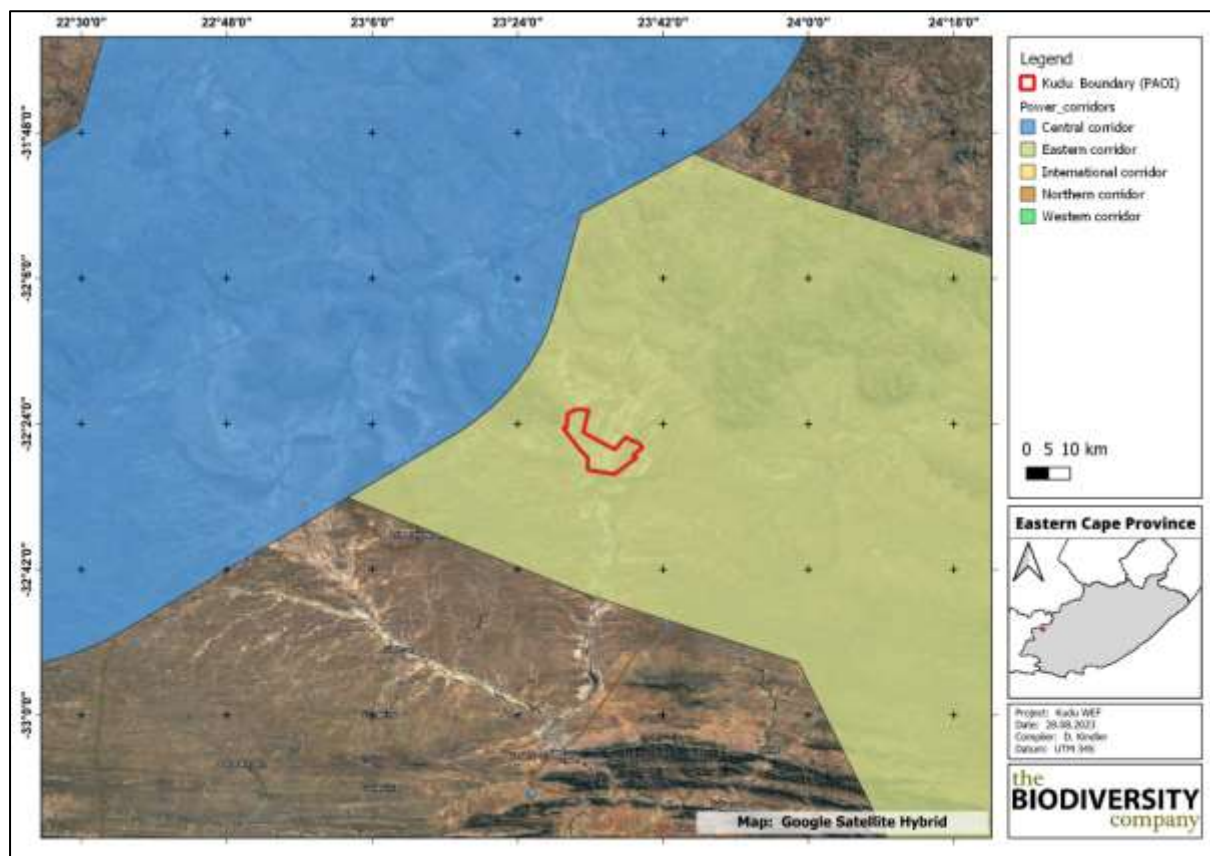 22°30'0"
22°48'0"
23°6'0"
23°24'0"
23°42'0"
24°0'0"
24°18'0"
-31°48'0"
-32°6'0"
-32°24'0"
-32°42'0"
-33°0'0"
Legend
Kudu Boundary (PAOI)
Power_corridors
Central corridor
Eastern corridor
International corridor
Northern corridor
Western corridor
0 5 10 km
Eastern Cape Province
Project: Kudu WEF
Date: 28.08.2023
Compiler: D. Kindler
Datum: UTM 34S
the
BIODIVERSITY
company
Map: Google Satellite Hybrid